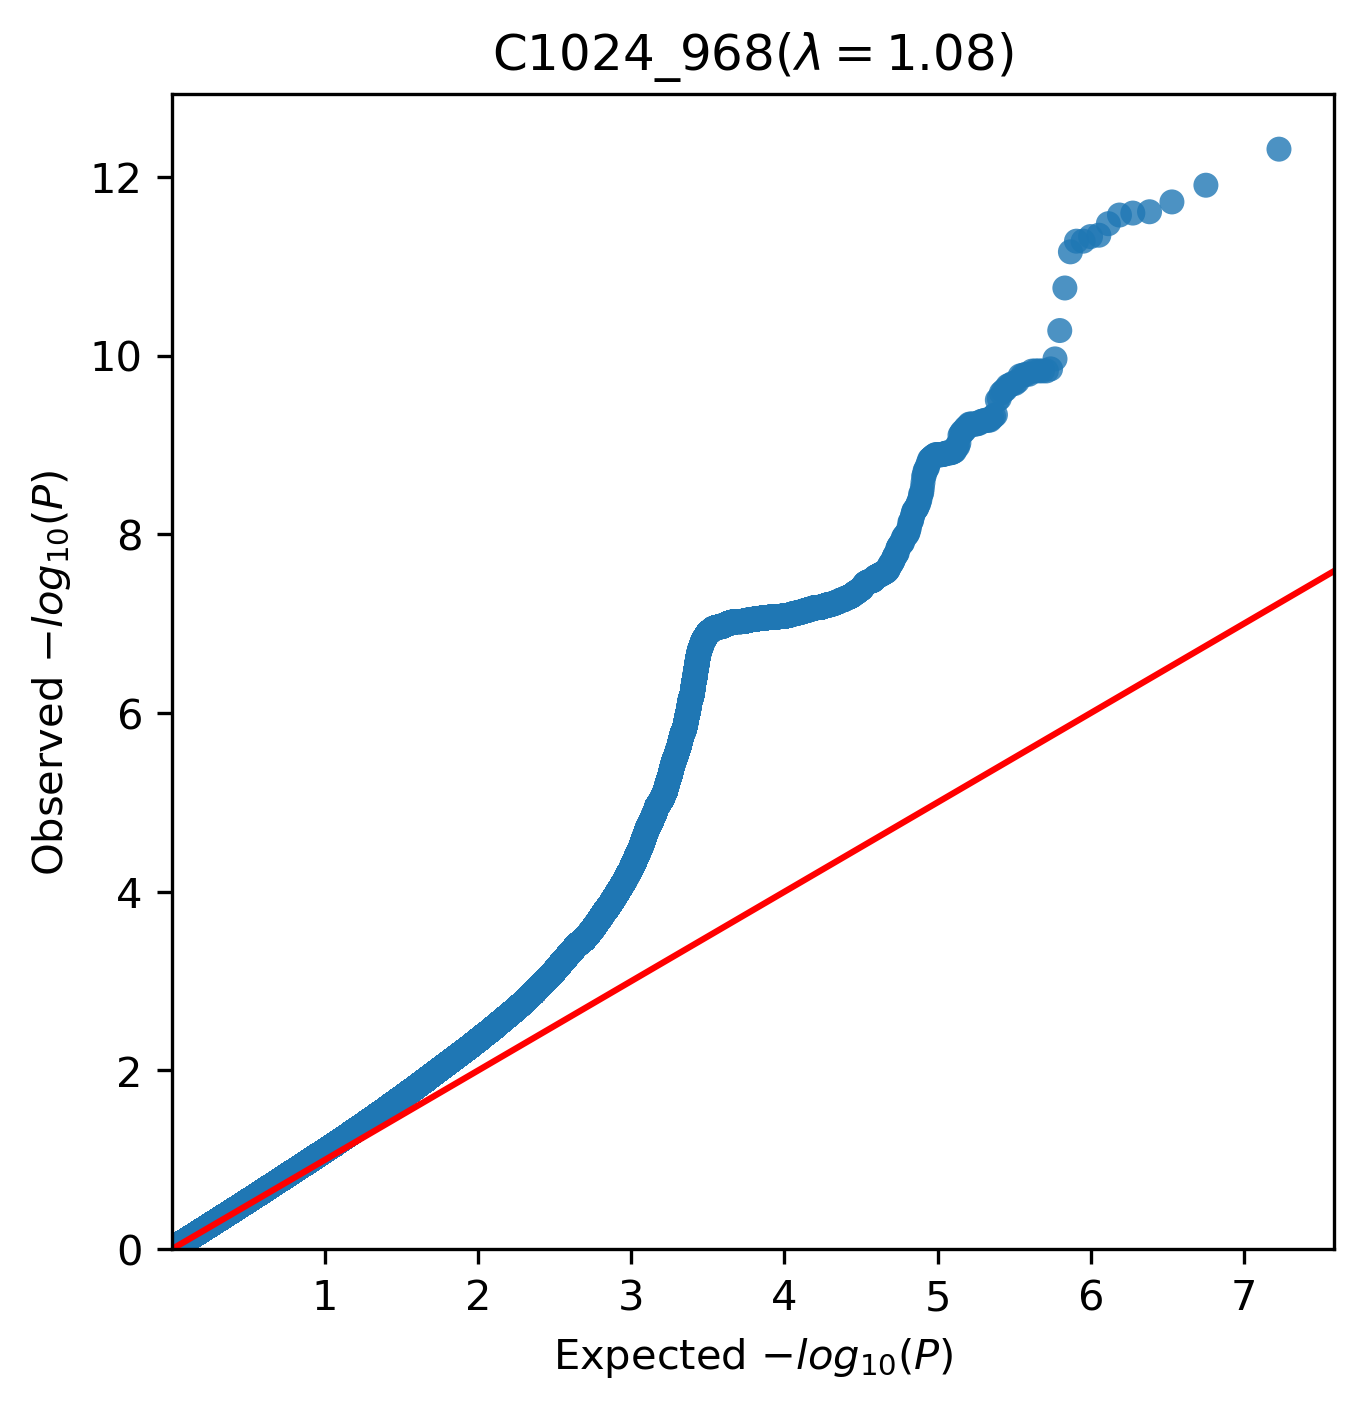 C1024_968(λ = 1.08)
Observed −log₁₀(P)
12
10
8
6
4
2
0
1 2 3 4 5 6 7
Expected −log₁₀(P)